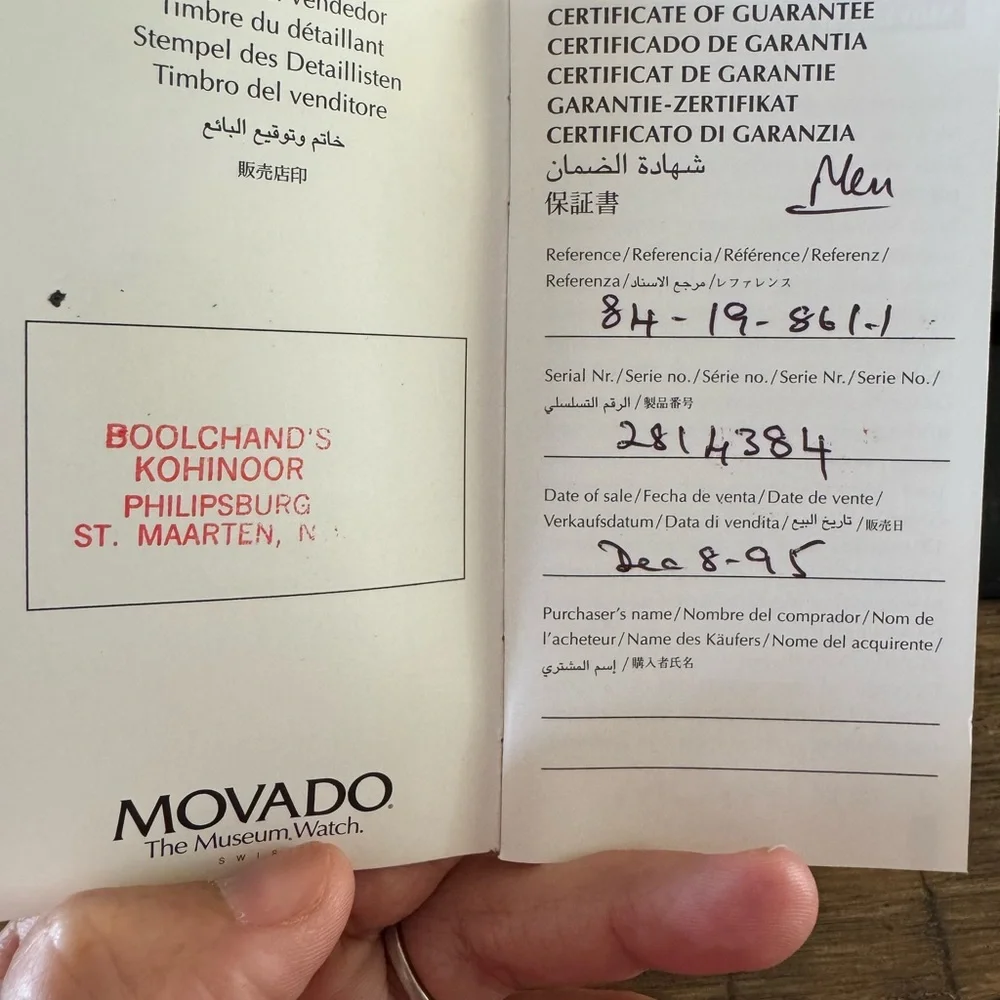 vendedor
Timbre du détaillant
Stempel des Detaillisten
Timbro del venditore
خاتم وتوقيع البائع
販売店印
BOOLCHAND'S
KOHINOOR
PHILIPSBURG
ST. MAARTEN, N
MOVADO®
The Museum.Watch.
SWIS
CERTIFICATE OF GUARANTEE
CERTIFICADO DE GARANTIA
CERTIFICAT DE GARANTIE
GARANTIE-ZERTIFIKAT
CERTIFICATO DI GARANZIA
شهادة الضمان
保証書
Men
Reference/Referencia/Référence/Referenz/
Referenza/مرجع الاسناد/レファレンス
84-19-861.1
Serial Nr./Serie no./Série no./Serie Nr./Serie No./
الرقم التسلسلي/製品番号
2814384
Date of sale/Fecha de venta/Date de vente/
Verkaufsdatum/Data di vendita/تاريخ البيع/販売日
Dec 8-95
Purchaser's name/Nombre del comprador/Nom de
l'acheteur/Name des Käufers/Nome del acquirente/
إسم المشتري/購入者氏名